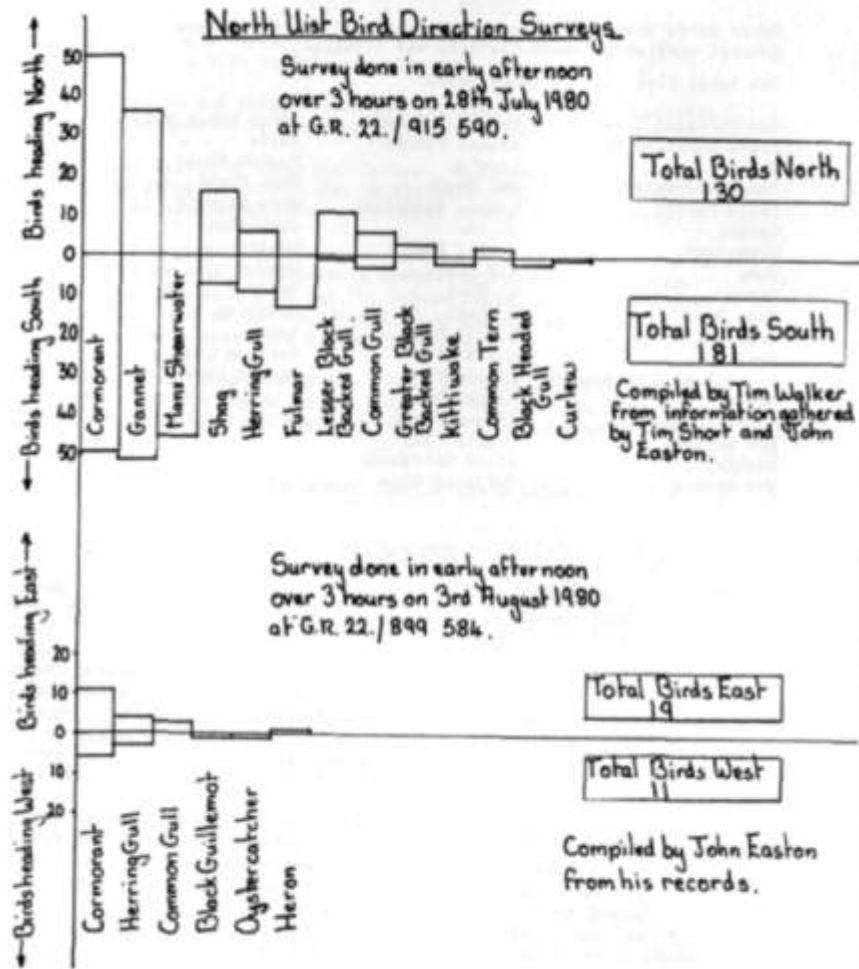 North Uist Bird Direction Surveys
Survey done in early afternoon
over 3 hours on 28th July 1980
at G.R. 22./ 915 590.
Birds heading North →
50
40
30
20
10
0
10
20
30
40
50
← Birds heading South
Cormorant
Gannet
Manx Shearwater
Shag
Herring Gull
Fulmar
Lesser Black
Backed Gull.
Common Gull
Greater Black
Backed Gull
Kittiwake
Common Tern
Black Headed
Gull
Curlew
Total Birds North
130
Total Birds South
181
Compiled by Tim Walker
from information gathered
by Tim Short and John
Easton.
Survey done in early afternoon
over 3 hours on 3rd August 1980
at G.R. 22./ 899 584.
Birds heading East →
20
10
0
10
20
← Birds heading West
Cormorant
Herring Gull
Common Gull
Black Guillemot
Oystercatcher
Heron
Total Birds East
19
Total Birds West
11
Compiled by John Easton
from his records.